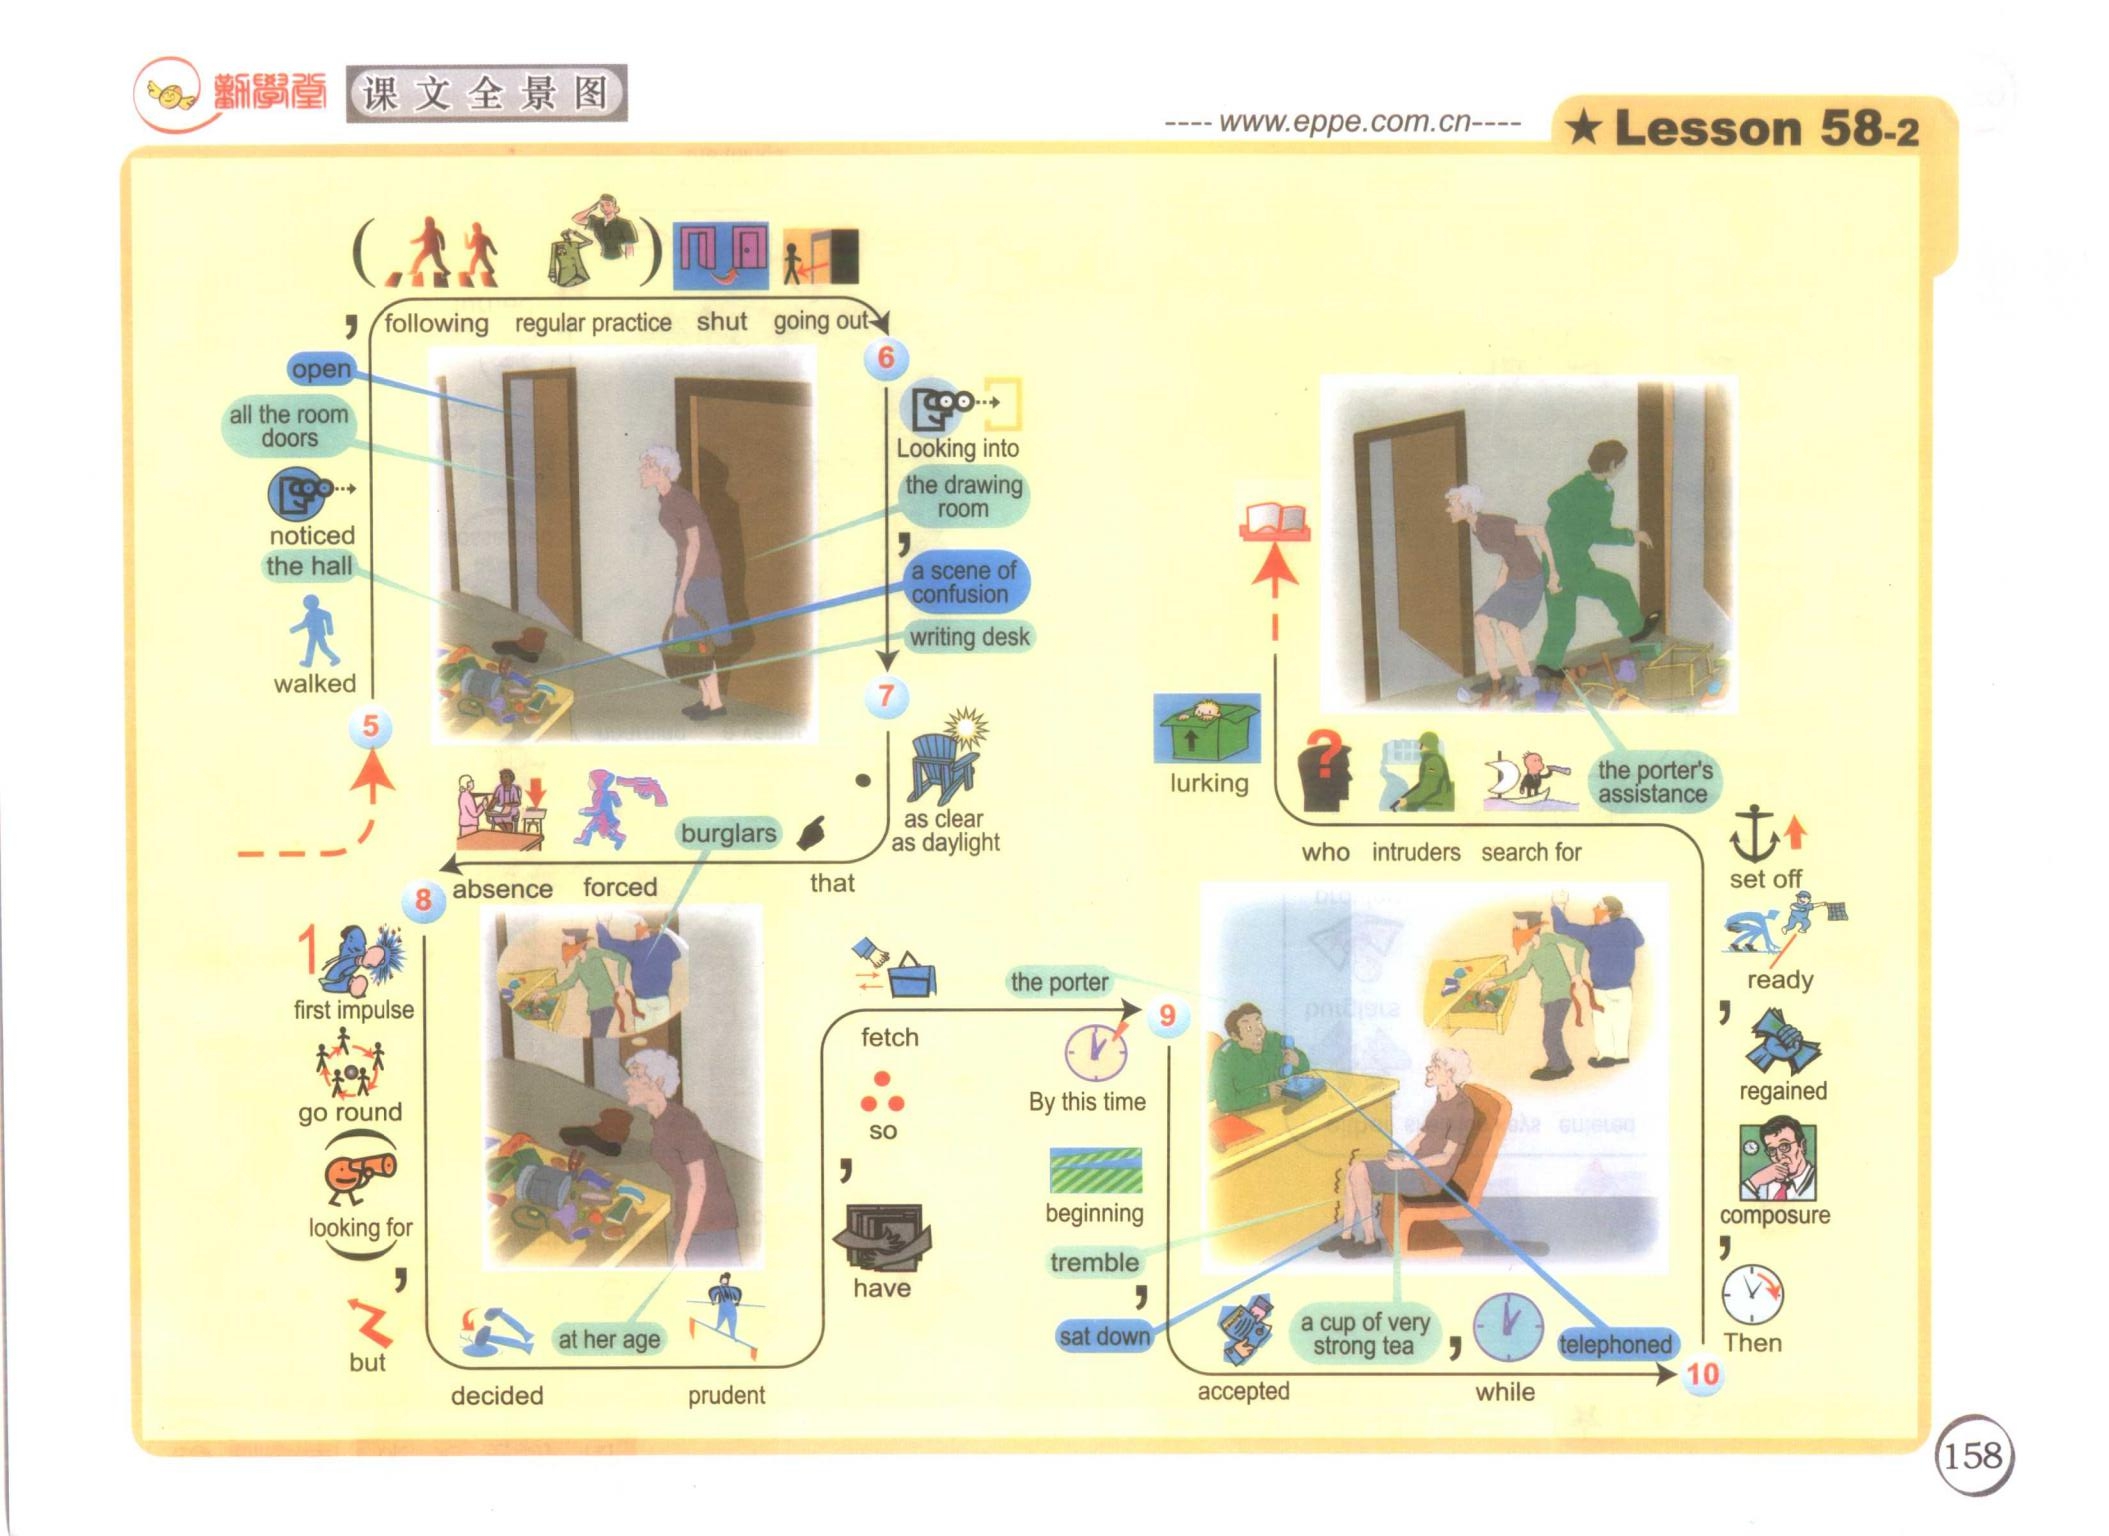 勤學堂
课文全景图
---- www.eppe.com.cn----
★ Lesson 58-2
( )
, following regular practice shut going out
open
all the room
doors
noticed
the hall
walked
5
6
Looking into
the drawing
room
,
a scene of
confusion
writing desk
7
as clear
as daylight
.
that
burglars
forced
absence
8
1
first impulse
go round
(
looking for
)
,
but
decided
at her age
prudent
have
,
so
fetch
the porter
9
By this time
beginning
tremble
,
sat down
accepted
a cup of very
strong tea
,
while
telephoned
10
Then
,
composure
regained
,
ready
set off
the porter's
assistance
search for
intruders
who
?
lurking
158